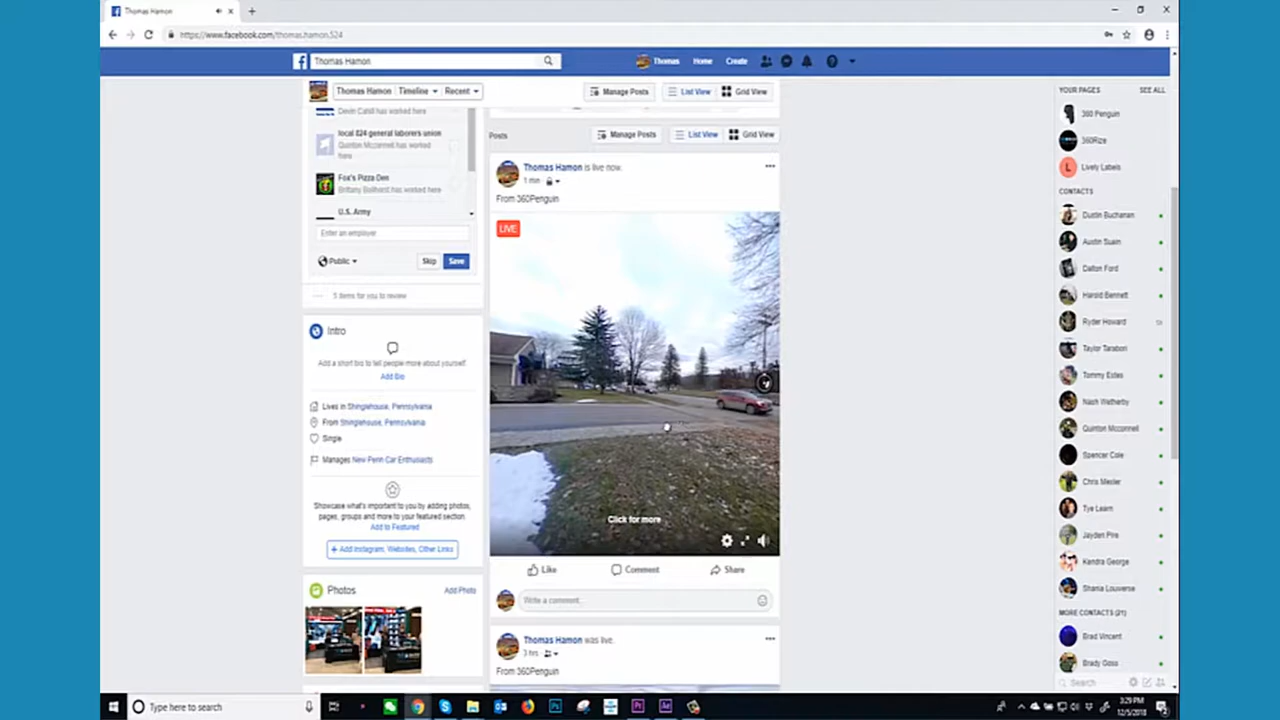 Thomas Hamon
https://www.facebook.com/thomas.hamon.524
Thomas Hamon
Thomas Home Create
Thomas Hamon Timeline Recent
Manage Posts List View Grid View
Devin Cahill has worked here
local 824 general laborers union
Quinton Mcconnell has worked
here
Fox's Pizza Den
Brittany Bollhorst has worked here
U.S. Army
Enter an employer
Public Skip Save
5 items for you to review
Intro
Add a short bio to tell people more about yourself.
Add Bio
Lives in Shinglehouse, Pennsylvania
From Shinglehouse, Pennsylvania
Single
Manages New Penn Car Enthusiasts
Showcase what's important to you by adding photos,
pages, groups and more to your featured section.
Add to Featured
+ Add Instagram, Websites, Other Links
Photos Add Photo
Posts Manage Posts List View Grid View
Thomas Hamon is live now.
1 min
From 360Penguin
LIVE
Click for more
Like Comment Share
Write a comment...
Thomas Hamon was live.
3 hrs
From 360Penguin
YOUR PAGES SEE ALL
360 Penguin
360Rize
Lively Labels
CONTACTS
Dustin Buchanan
Austin Suain
Dalton Ford
Harold Bennett
Ryder Howard
Taylor Tarabori
Tommy Estes
Nash Wetherby
Quinton Mcconnell
Spencer Cole
Chris Mesler
Tye Learn
Jayden Pire
Kendra George
Shania Louverse
MORE CONTACTS (21)
Brad Vincent
Brady Goss
Search
Type here to search
3:29 PM
12/5/2018